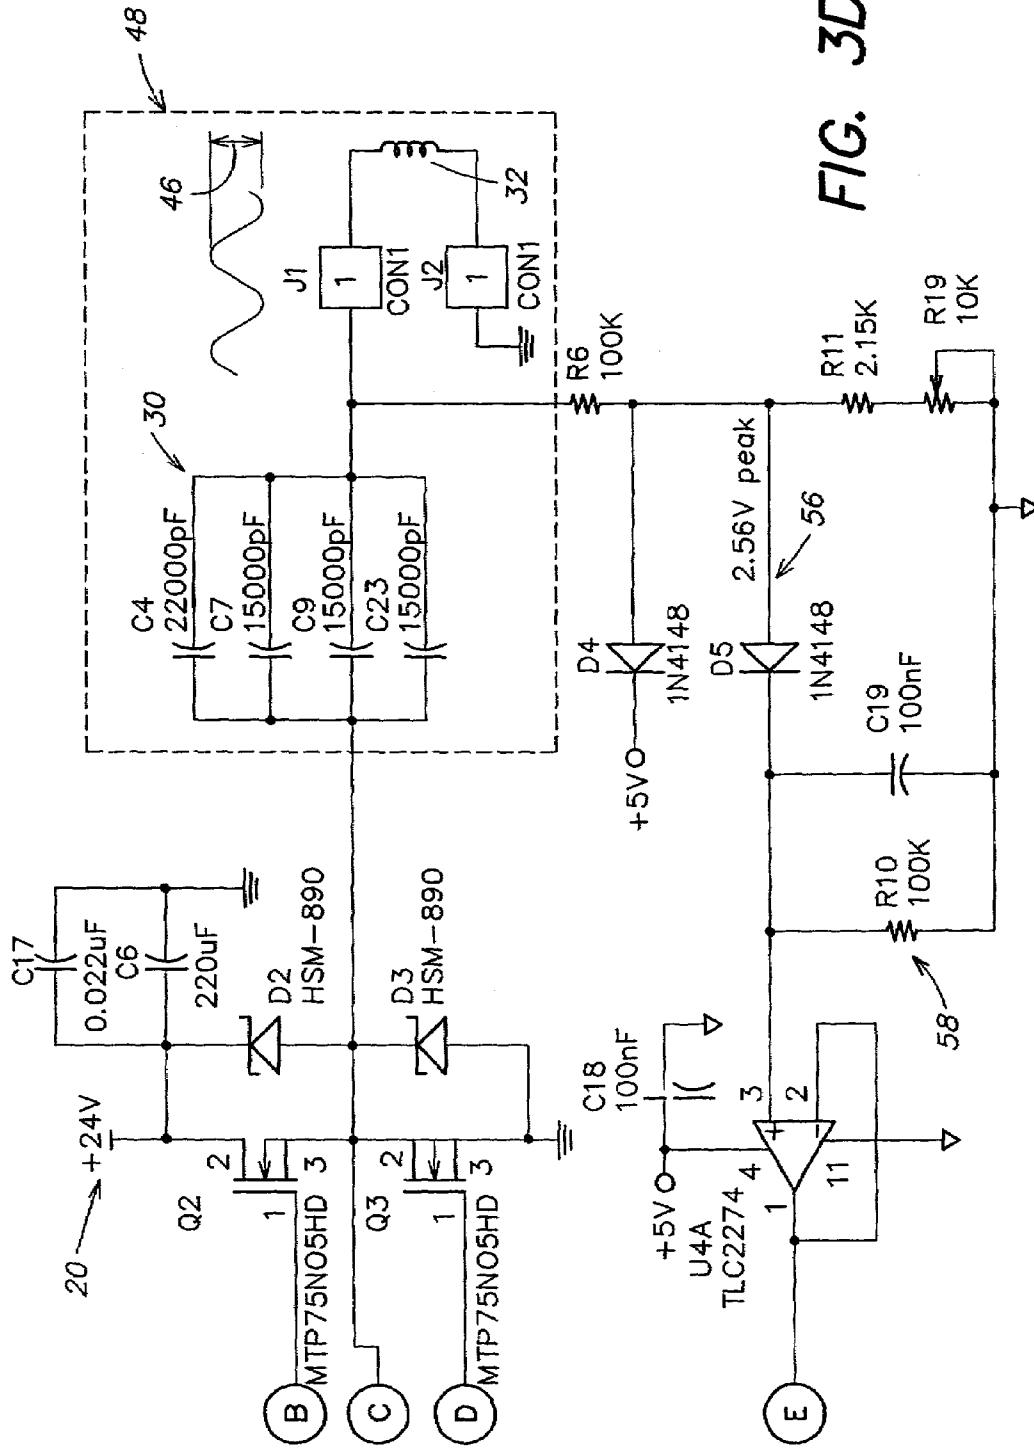 48
46
J1
1
CON1
J2
1
CON1
32
30
C4
22000pF
C7
15000pF
C9
15000pF
C23
15000pF
C17
0.022uF
C6
220uF
D2
HSM-890
D3
HSM-890
20
+24V
Q2
2
3
1
MTP75N05HD
Q3
2
3
1
MTP75N05HD
B
C
D
R6
100K
D4
1N4148
+5V
D5
1N4148
2.56V peak
56
R11
2.15K
R19
10K
C19
100nF
R10
100K
58
C18
100nF
+5V
U4A
TLC2274
4
3
2
1
11
+
-
E
FIG. 3D